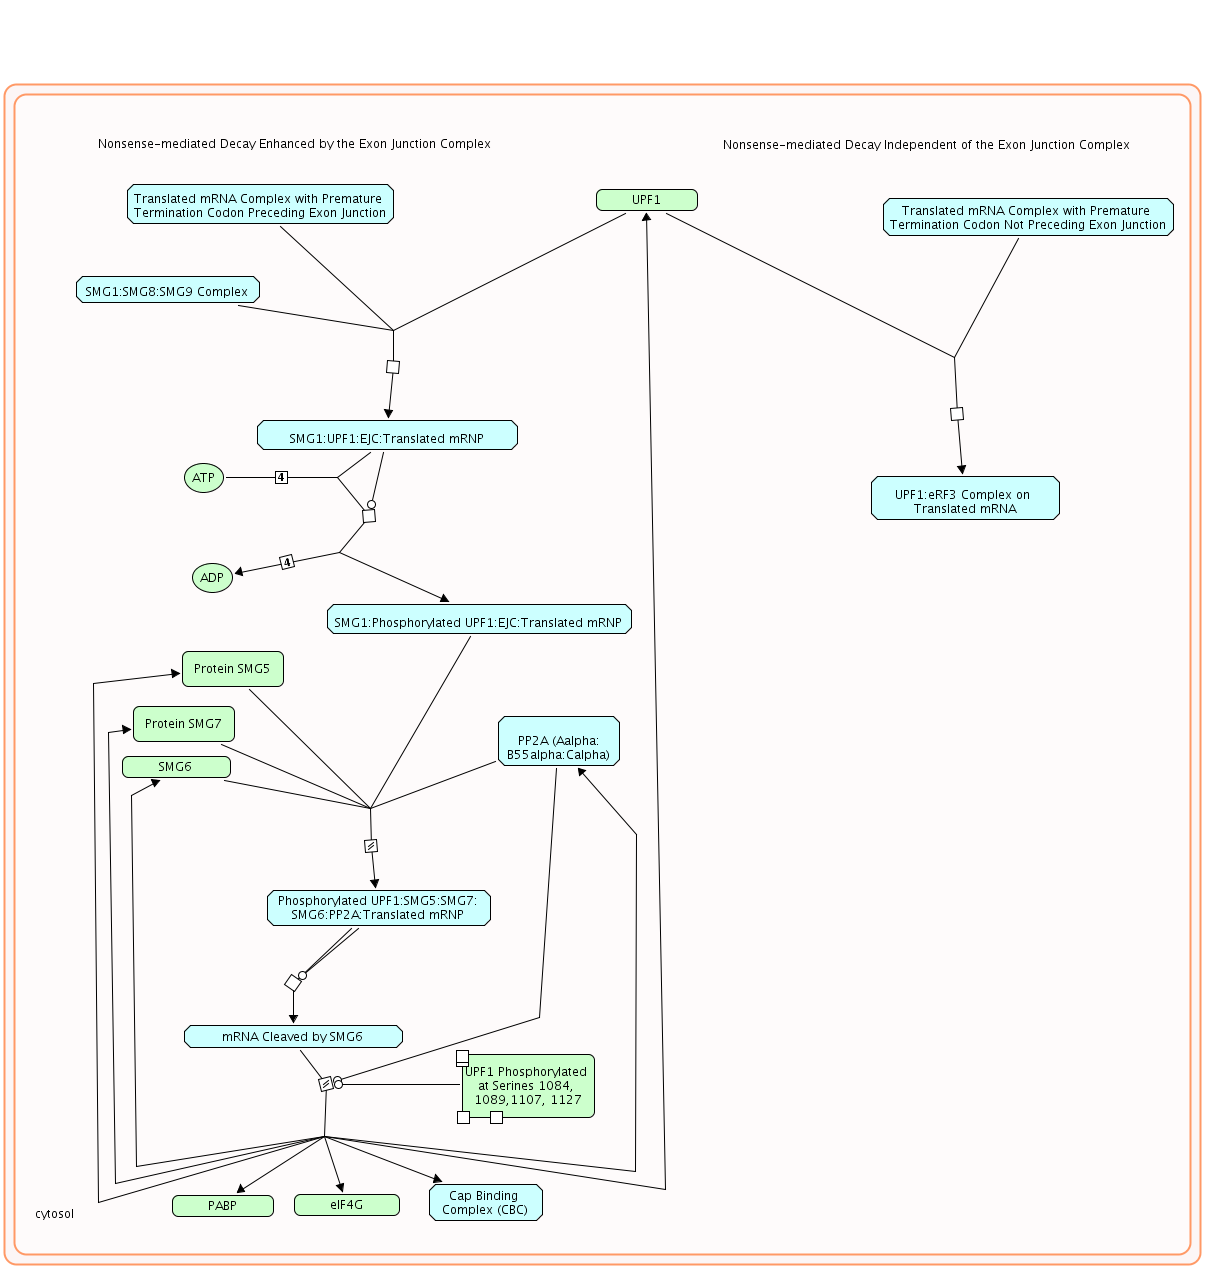 Nonsense-mediated Decay Enhanced by the Exon Junction Complex
Nonsense-mediated Decay Independent of the Exon Junction Complex
Translated mRNA Complex with Premature
Termination Codon Preceding Exon Junction
UPF1
Translated mRNA Complex with Premature
Termination Codon Not Preceding Exon Junction
SMG1:SMG8:SMG9 Complex
SMG1:UPF1:EJC:Translated mRNP
ATP
4
UPF1:eRF3 Complex on
Translated mRNA
4
ADP
SMG1:Phosphorylated UPF1:EJC:Translated mRNP
Protein SMG5
Protein SMG7
SMG6
PP2A (Aalpha:
B55alpha:Calpha)
Phosphorylated UPF1:SMG5:SMG7:
SMG6:PP2A:Translated mRNP
mRNA Cleaved by SMG6
UPF1 Phosphorylated
at Serines 1084,
1089,1107, 1127
PABP
eIF4G
Cap Binding
Complex (CBC)
cytosol